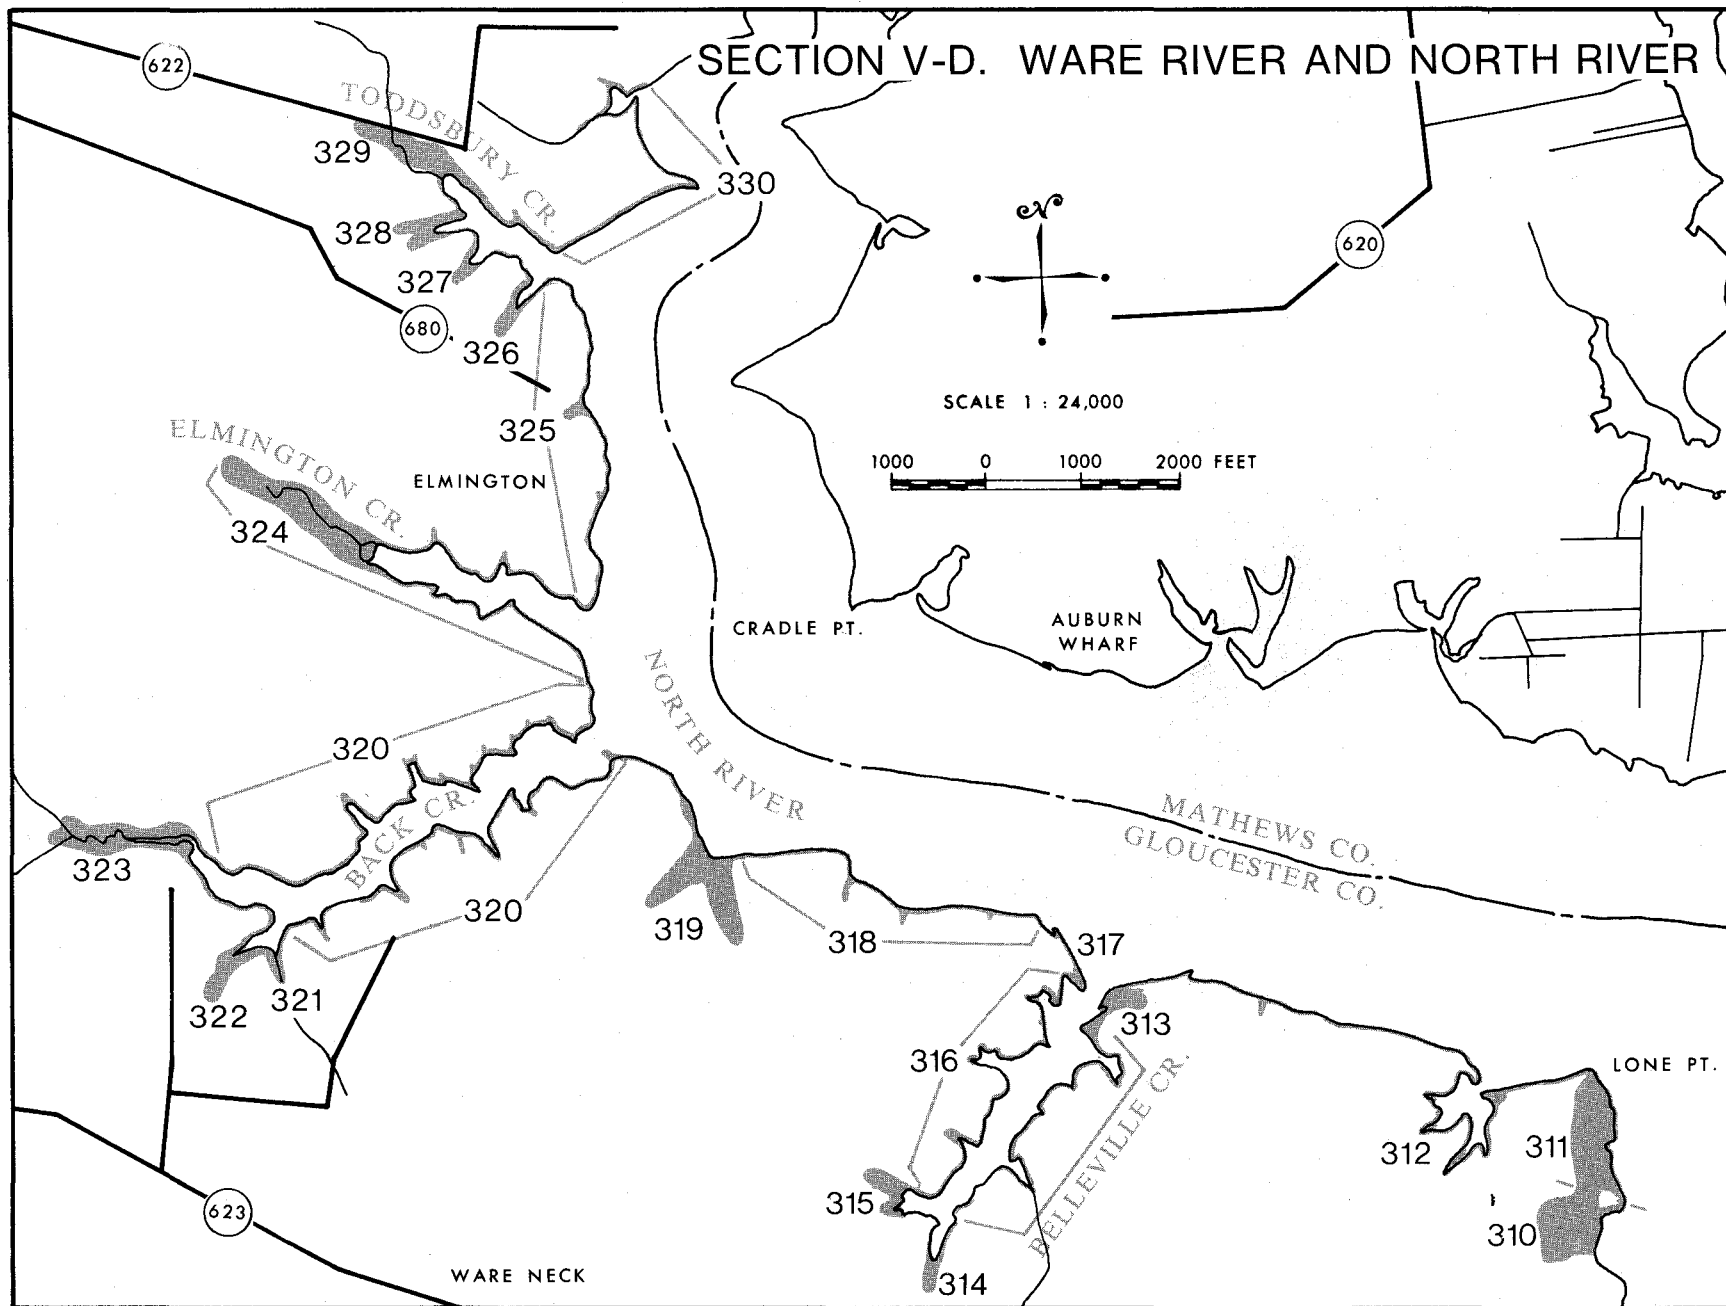 SECTION V-D. WARE RIVER AND NORTH RIVER
622
TODDSBURY CR.
329
330
328
N
620
327
680
326
SCALE 1 : 24,000
325
ELMINGTON CR.
ELMINGTON
1000 0 1000 2000 FEET
324
CRADLE PT.
AUBURN
WHARF
NORTH RIVER
320
MATHEWS CO.
GLOUCESTER CO.
BACK CR.
323
320
319
318
317
321
322
313
316
BELLEVILLE CR.
LONE PT.
312
311
315
623
310
WARE NECK
314